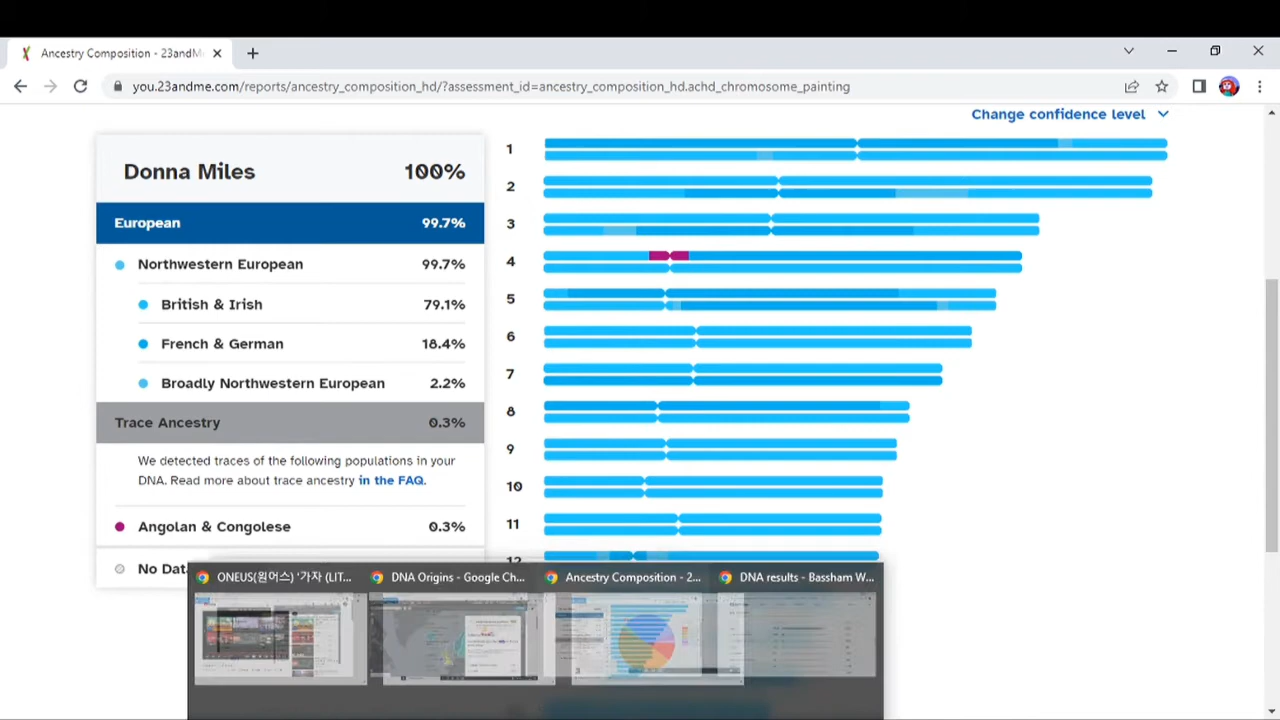 Ancestry Composition - 23andMe
you.23andme.com/reports/ancestry_composition_hd/?assessment_id=ancestry_composition_hd.achd_chromosome_painting
Change confidence level
Donna Miles 100%
European 99.7%
Northwestern European 99.7%
British & Irish 79.1%
French & German 18.4%
Broadly Northwestern European 2.2%
Trace Ancestry 0.3%
We detected traces of the following populations in your
DNA. Read more about trace ancestry in the FAQ.
Angolan & Congolese 0.3%
No Dat
1
2
3
4
5
6
7
8
9
10
11
12
ONEUS(원어스) '가자 (LIT...
DNA Origins - Google Ch...
Ancestry Composition - 2...
DNA results - Bassham W...